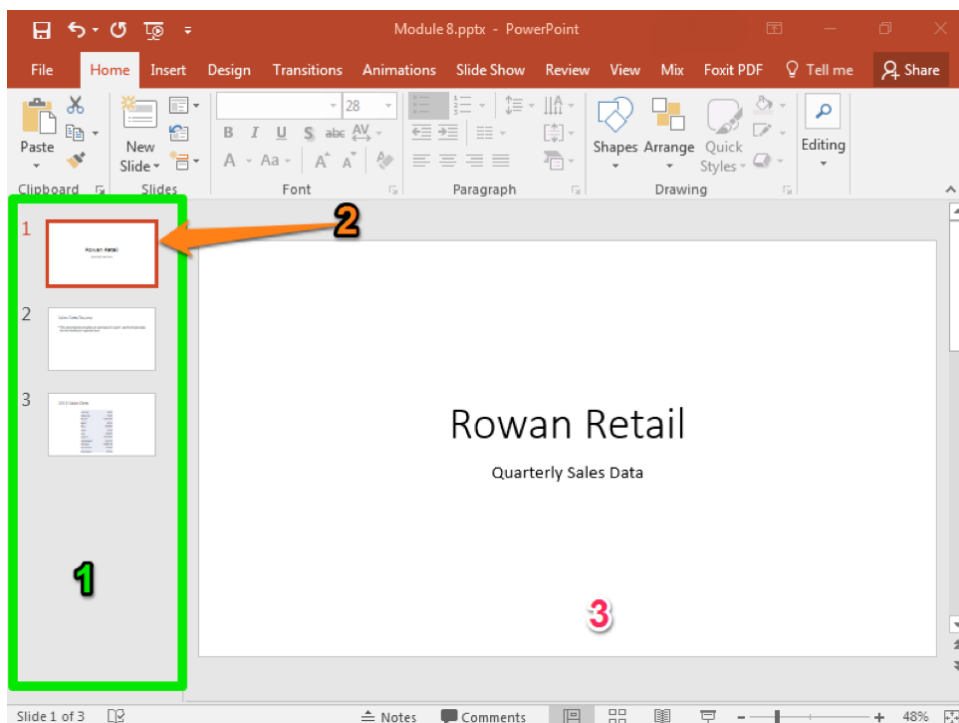 Module 8.pptx - PowerPoint
File Home Insert Design Transitions Animations Slide Show Review View Mix Foxit PDF Tell me Share
28
B I U S abc AV
A Aa A A
Paste New Slide Shapes Arrange Quick Styles Editing
Clipboard Slides Font Paragraph Drawing
1
2
Rowan Retail
2
3
Rowan Retail
Quarterly Sales Data
1
3
Slide 1 of 3 Notes Comments 48%